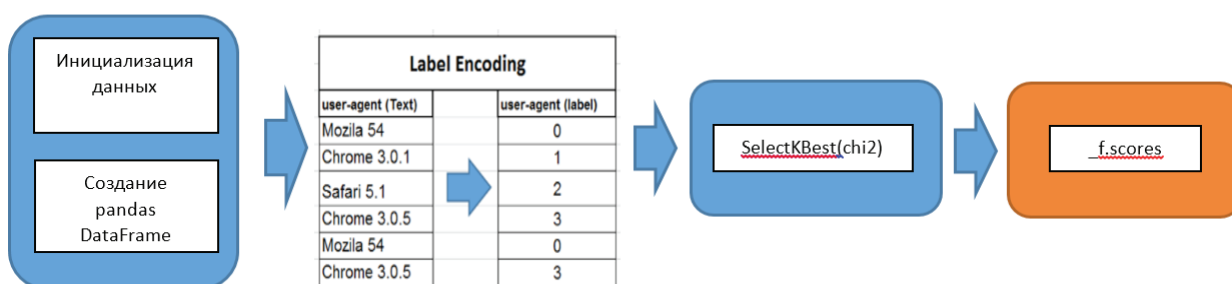 Инициализация
данных
Создание
pandas
DataFrame
Label Encoding
user-agent (Text) user-agent (label)
Mozila 54 0
Chrome 3.0.1 1
Safari 5.1 2
Chrome 3.0.5 3
Mozila 54 0
Chrome 3.0.5 3
SelectKBest(chi2)
_f.scores